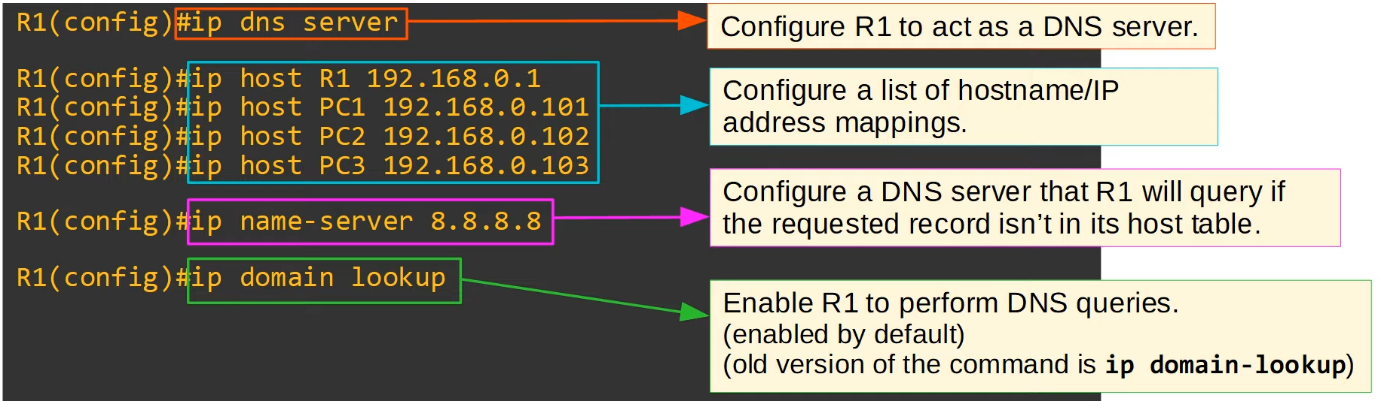 R1(config)#ip dns server
Configure R1 to act as a DNS server.
R1(config)#ip host R1 192.168.0.1
R1(config)#ip host PC1 192.168.0.101
R1(config)#ip host PC2 192.168.0.102
R1(config)#ip host PC3 192.168.0.103
Configure a list of hostname/IP
address mappings.
R1(config)#ip name-server 8.8.8.8
Configure a DNS server that R1 will query if
the requested record isn’t in its host table.
R1(config)#ip domain lookup
Enable R1 to perform DNS queries.
(enabled by default)
(old version of the command is ip domain-lookup)